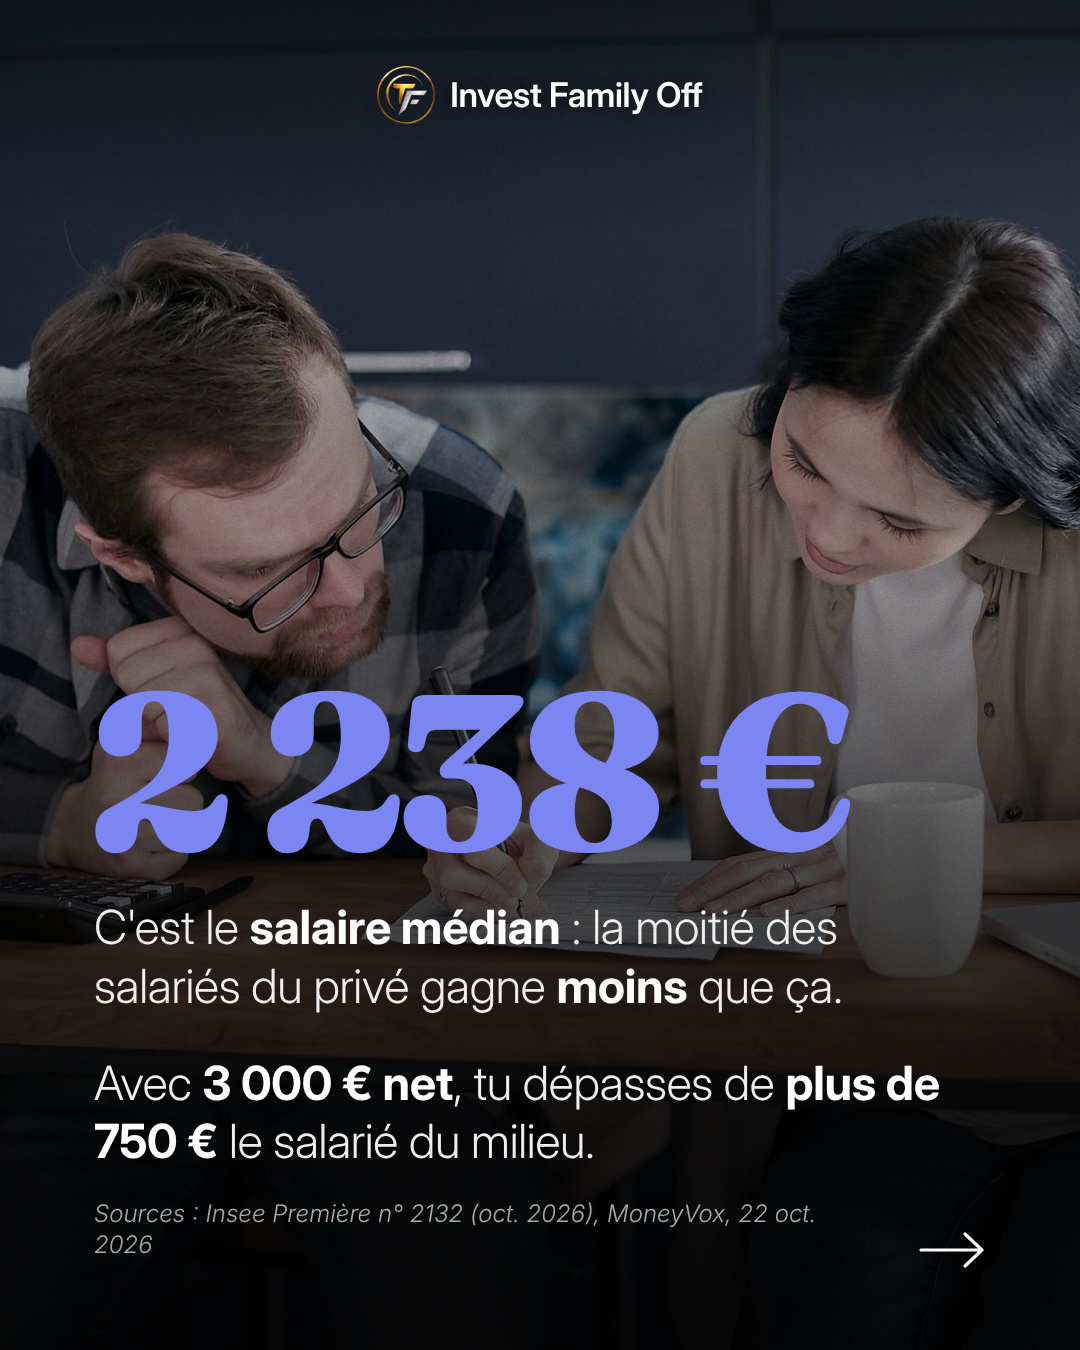 TF Invest Family Off
2 238 €
C'est le salaire médian : la moitié des
salariés du privé gagne moins que ça.
Avec 3 000 € net, tu dépasses de plus de
750 € le salarié du milieu.
Sources : Insee Première n° 2132 (oct. 2026), MoneyVox, 22 oct.
2026